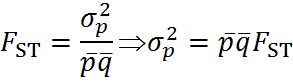 F_ST = σ_p² / p̄q̄ ⇒ σ_p² = p̄q̄F_ST